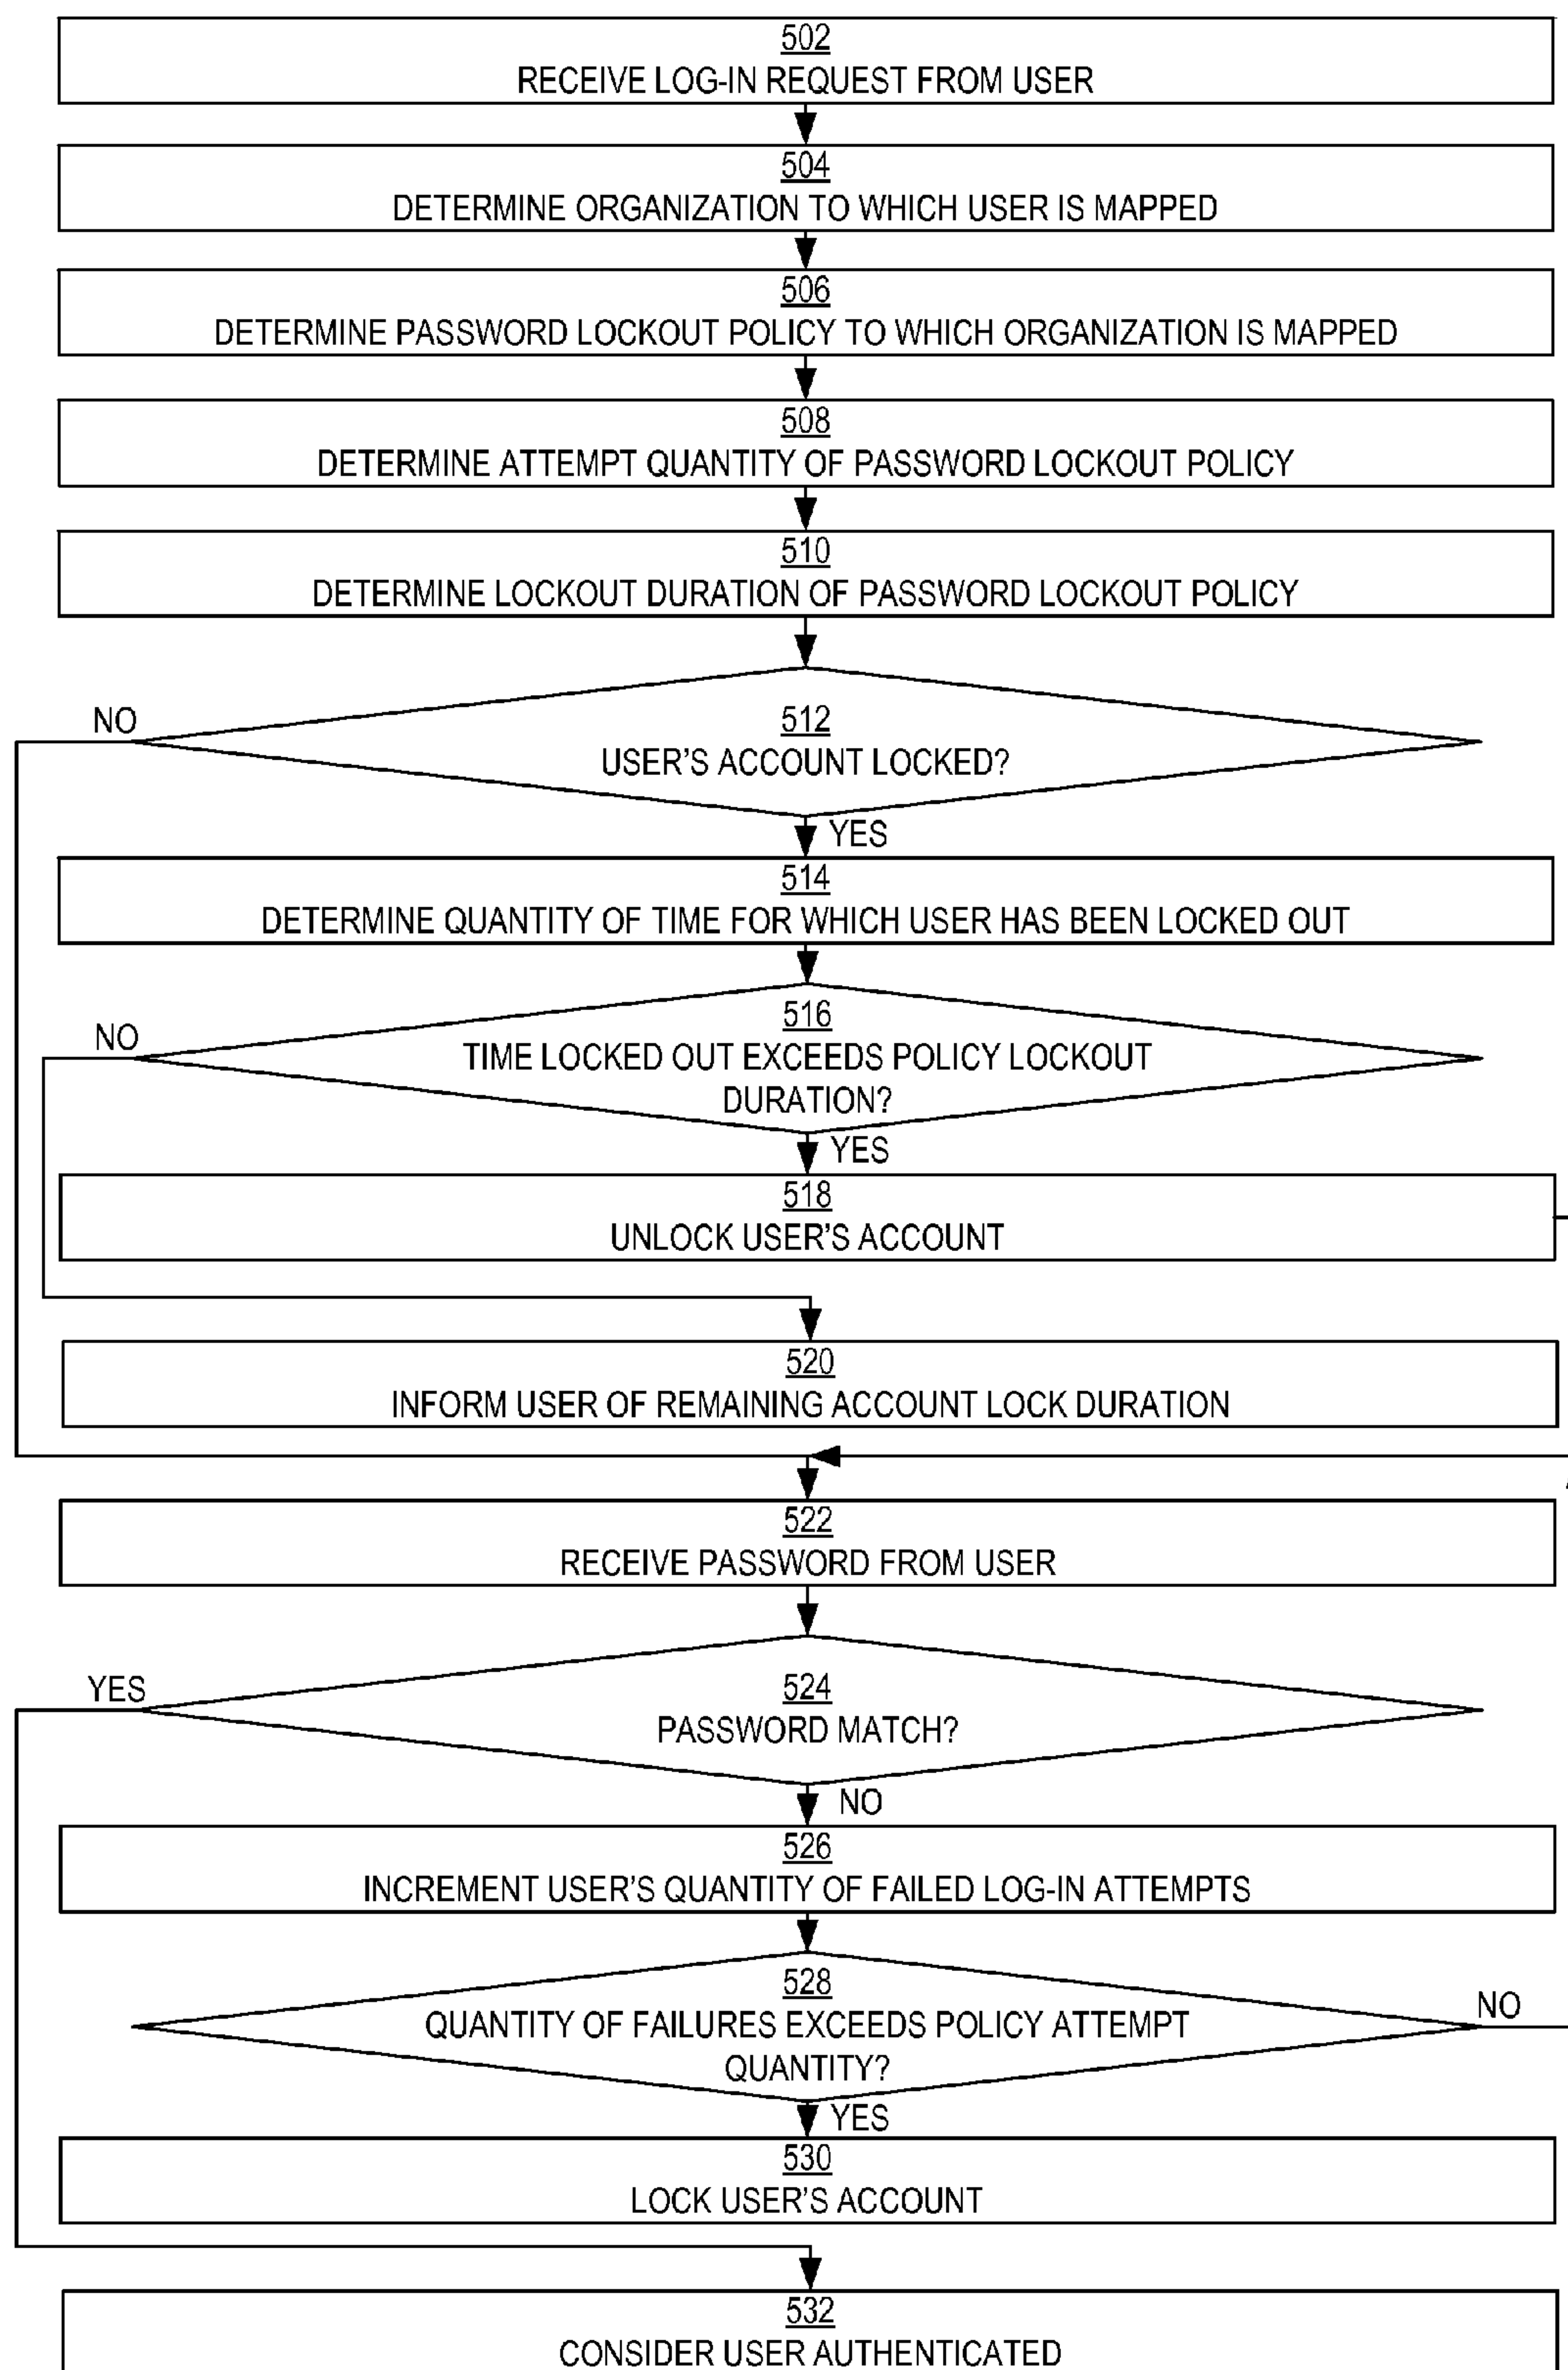 502
RECEIVE LOG-IN REQUEST FROM USER
504
DETERMINE ORGANIZATION TO WHICH USER IS MAPPED
506
DETERMINE PASSWORD LOCKOUT POLICY TO WHICH ORGANIZATION IS MAPPED
508
DETERMINE ATTEMPT QUANTITY OF PASSWORD LOCKOUT POLICY
510
DETERMINE LOCKOUT DURATION OF PASSWORD LOCKOUT POLICY
NO
512
USER'S ACCOUNT LOCKED?
YES
514
DETERMINE QUANTITY OF TIME FOR WHICH USER HAS BEEN LOCKED OUT
NO
516
TIME LOCKED OUT EXCEEDS POLICY LOCKOUT
DURATION?
YES
518
UNLOCK USER'S ACCOUNT
520
INFORM USER OF REMAINING ACCOUNT LOCK DURATION
522
RECEIVE PASSWORD FROM USER
YES
524
PASSWORD MATCH?
NO
526
INCREMENT USER'S QUANTITY OF FAILED LOG-IN ATTEMPTS
528
QUANTITY OF FAILURES EXCEEDS POLICY ATTEMPT
QUANTITY?
NO
YES
530
LOCK USER'S ACCOUNT
532
CONSIDER USER AUTHENTICATED